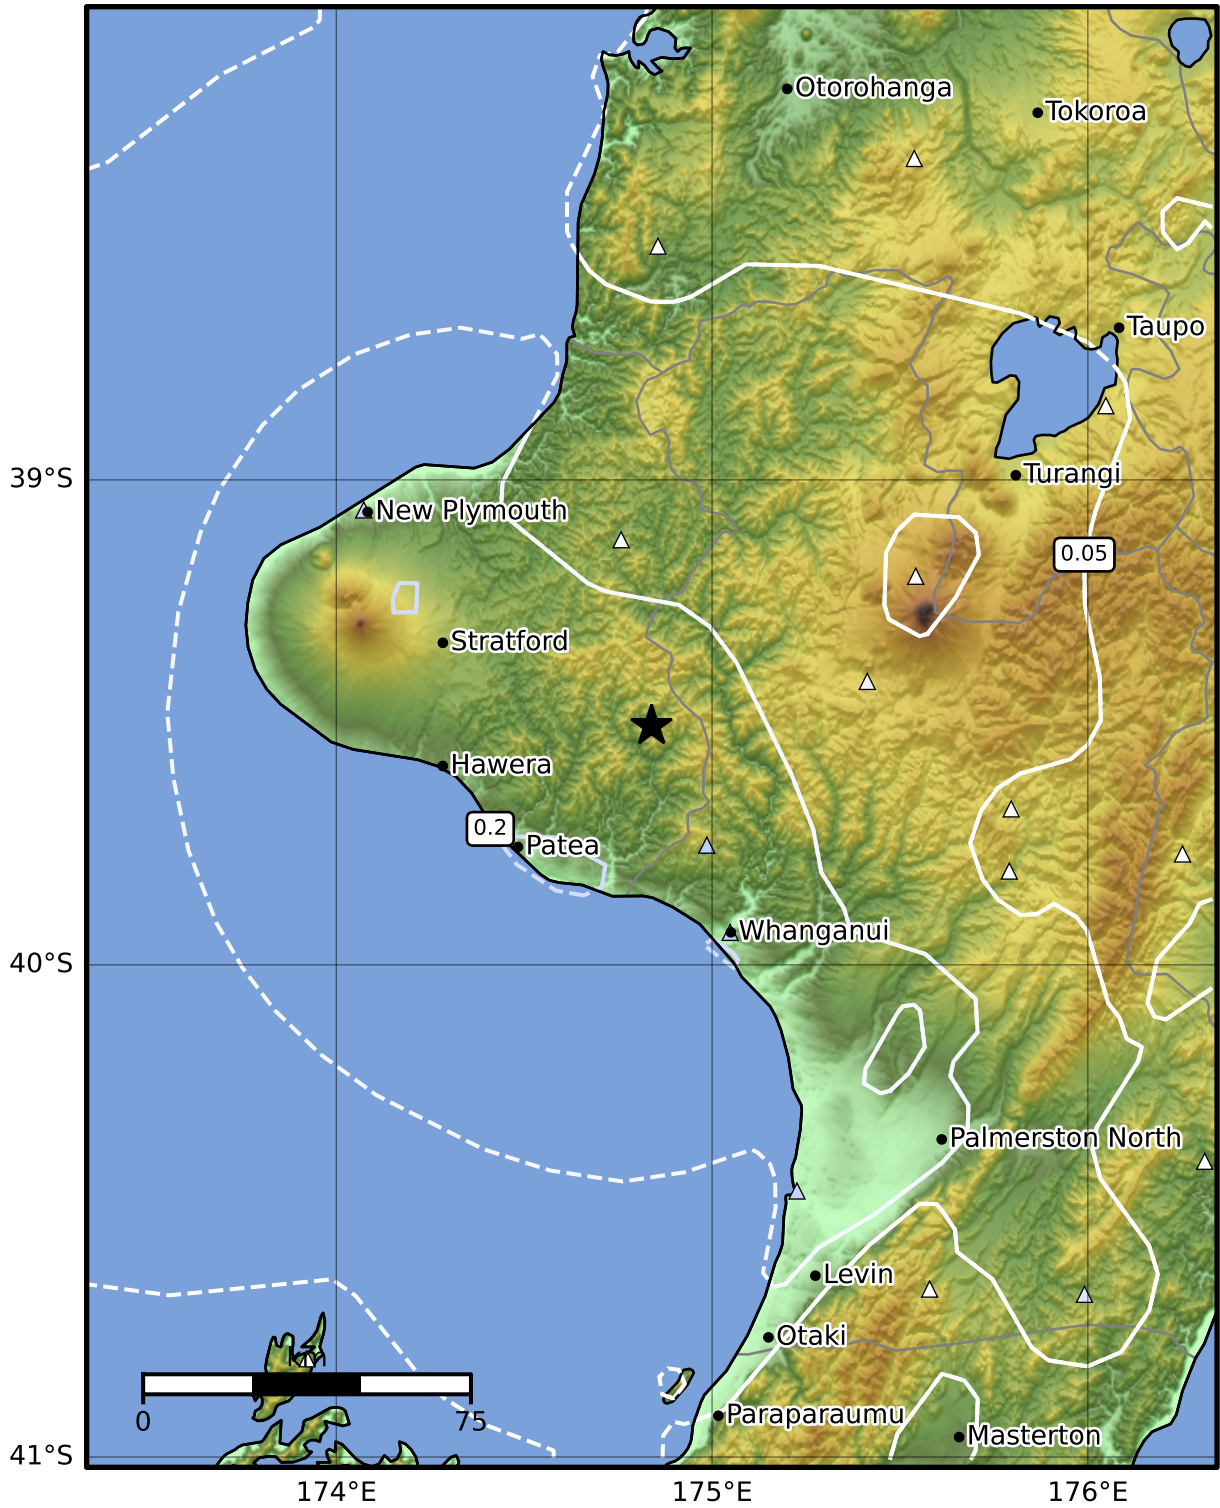 Otorohanga
Tokoroa
Taupo
Turangi
39°S
New Plymouth
0.05
Stratford
Hawera
0.2
Patea
Whanganui
40°S
Palmerston North
Levin
Otaki
0
75
Paraparaumu
Masterton
41°S
174°E
175°E
176°E